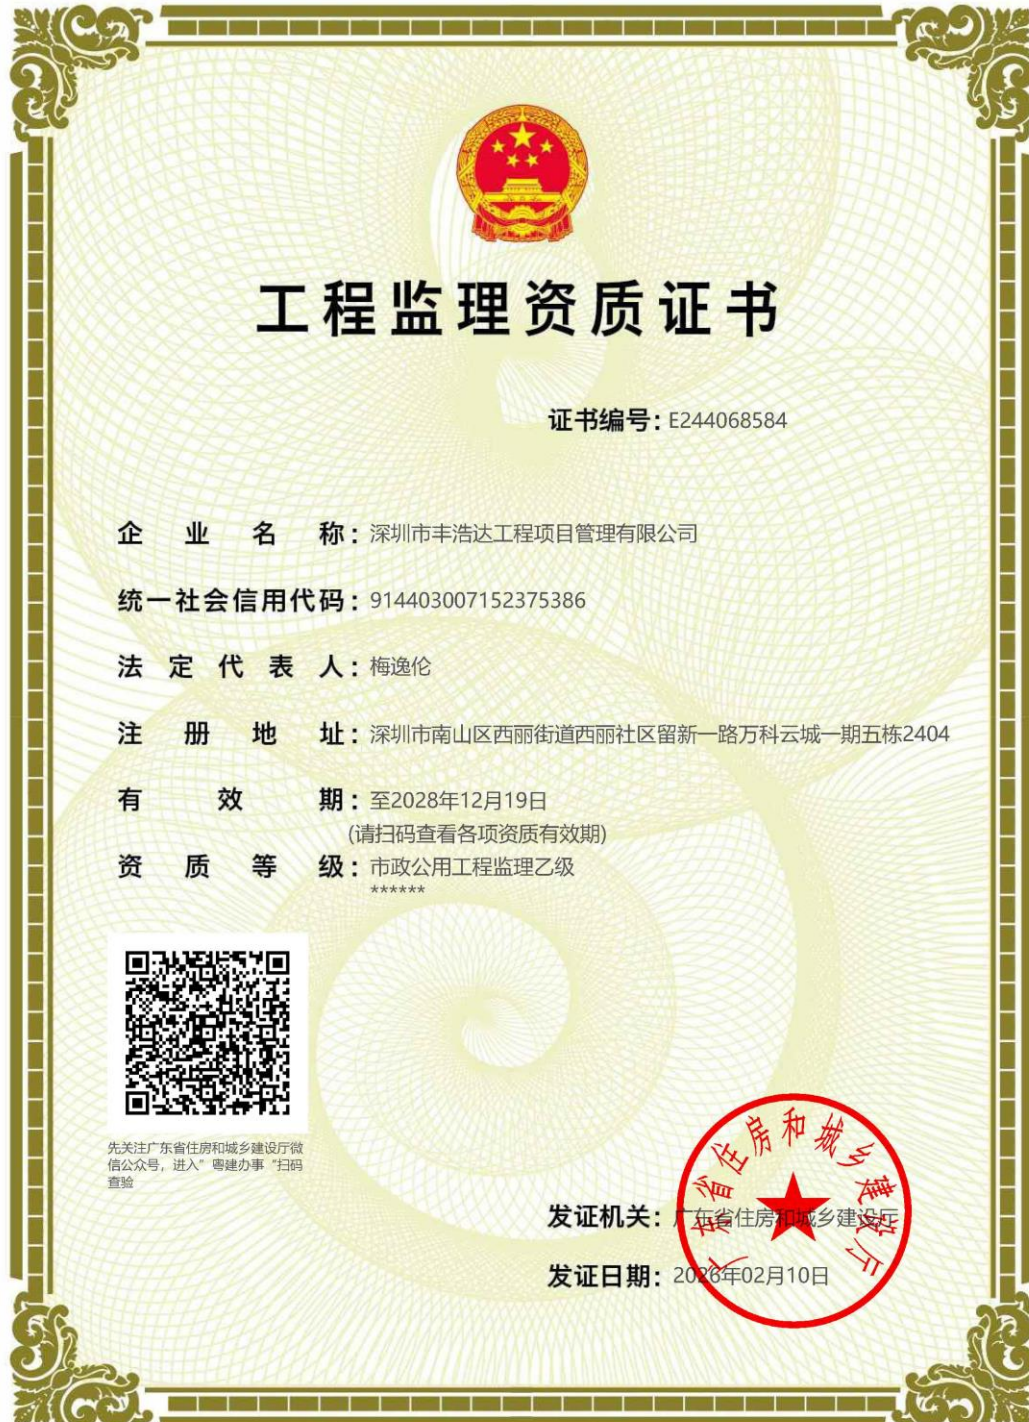 工程监理资质证书
证书编号：E244068584
企业名称：深圳市丰浩达工程项目管理有限公司
统一社会信用代码：914403007152375386
法定代表人：梅逸伦
注册地址：深圳市南山区西丽街道西丽社区留新一路万科云城一期五栋2404
有效期：至2028年12月19日
(请扫码查看各项资质有效期)
资质等级：市政公用工程监理乙级
******
先关注广东省住房和城乡建设厅微
信公众号，进入”粤建办事“扫码
查验
广东省住房和城乡建设厅
发证机关：广东省住房和城乡建设厅
发证日期：2026年02月10日